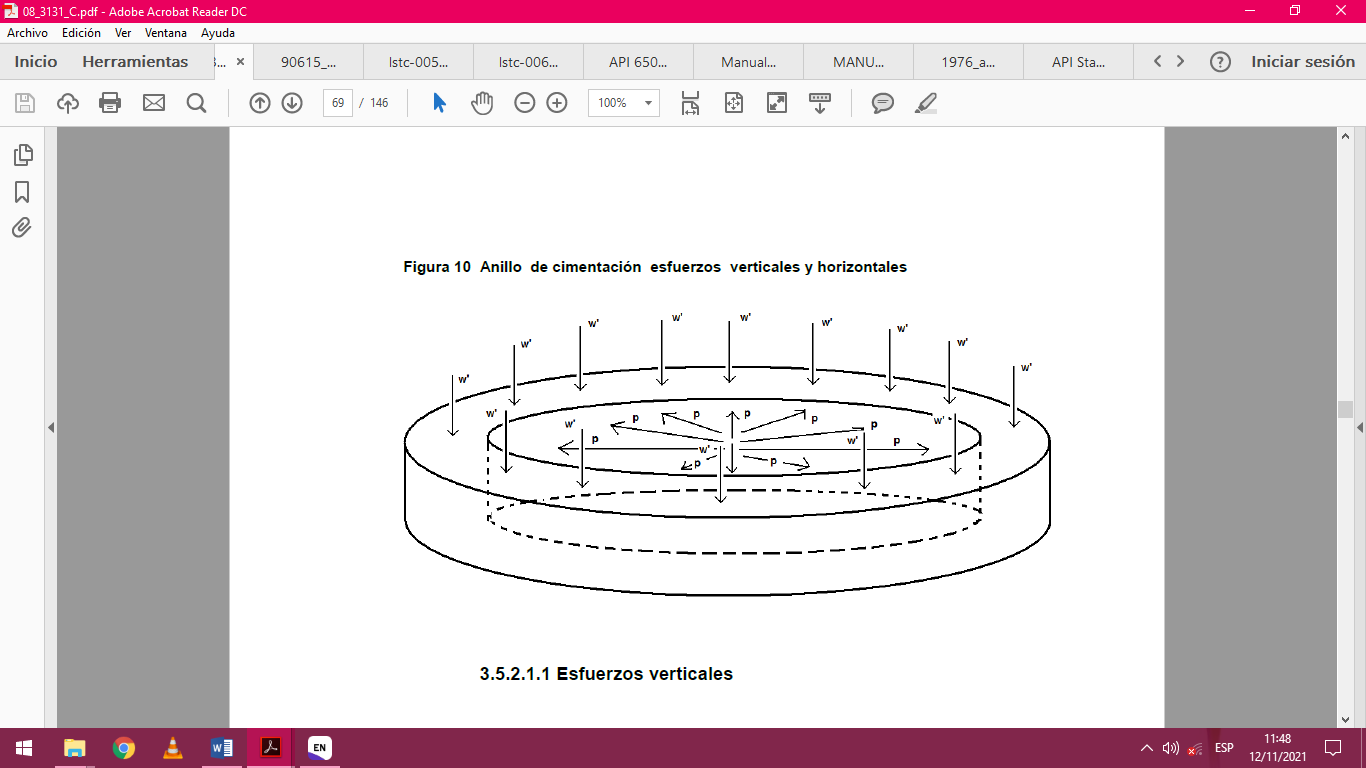 08_3131_C.pdf - Adobe Acrobat Reader DC
Archivo Edición Ver Ventana Ayuda
Inicio Herramientas 3... × 90615_... lstc-005... lstc-006... API 650... Manual... MANU... 1976_a... API Sta... ? Iniciar sesión
69 / 146 100%
Figura 10 Anillo de cimentación esfuerzos verticales y horizontales
w' w' w' w' w'
w' w'
w' w'
w' w'
p p p p
w' p w'
p w' p
w'
p p
3.5.2.1.1 Esfuerzos verticales
W EN ESP 11:48
12/11/2021